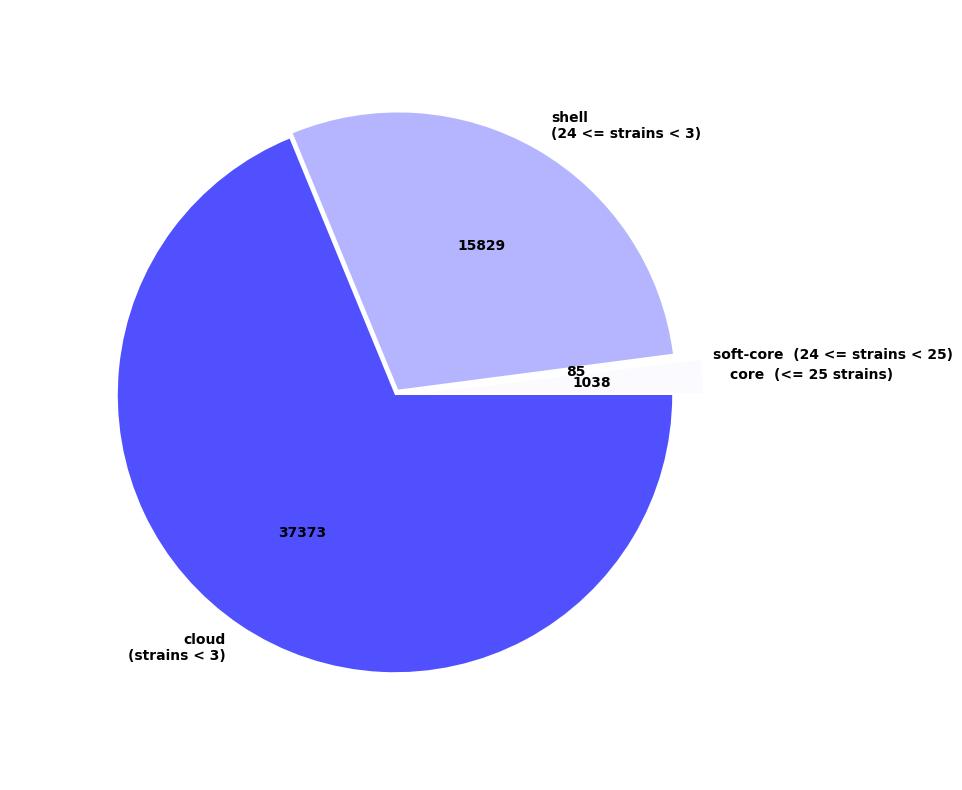 shell
(24 <= strains < 3)
15829
soft-core  (24 <= strains < 25)
85
core  (<= 25 strains)
1038
37373
cloud
(strains < 3)